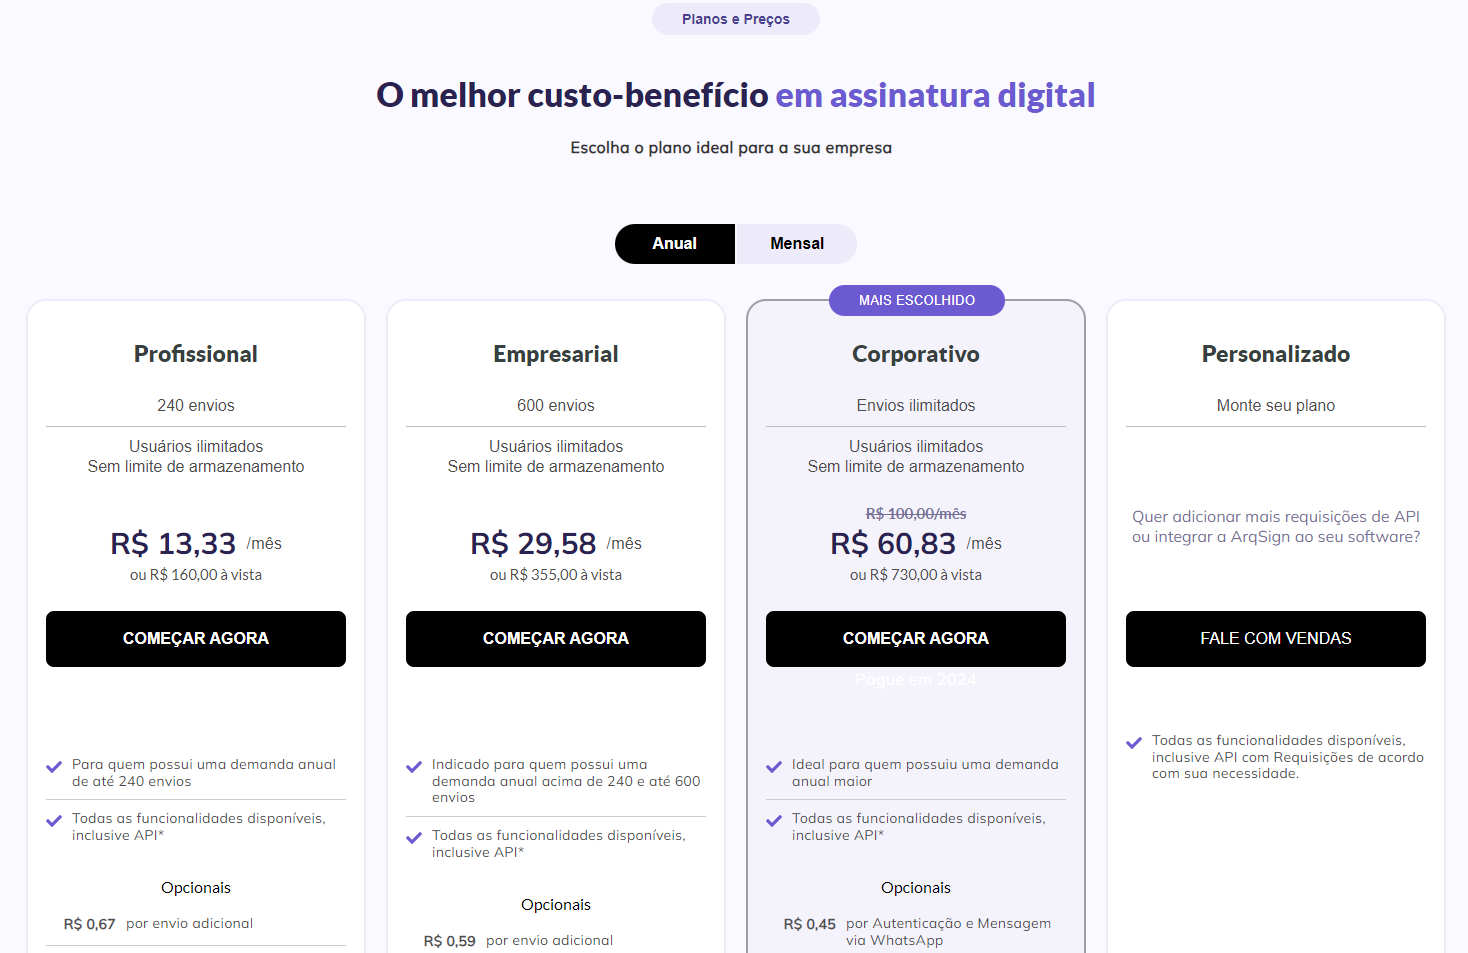 Planos e Preços
O melhor custo-benefício em assinatura digital
Escolha o plano ideal para a sua empresa
Anual
Mensal
Profissional
240 envios
Usuários ilimitados
Sem limite de armazenamento
R$ 13,33 /mês
ou R$ 160,00 à vista
COMEÇAR AGORA
Para quem possui uma demanda anual
de até 240 envios
Todas as funcionalidades disponíveis,
inclusive API*
Opcionais
R$ 0,67 por envio adicional
Empresarial
600 envios
Usuários ilimitados
Sem limite de armazenamento
R$ 29,58 /mês
ou R$ 355,00 à vista
COMEÇAR AGORA
Indicado para quem possui uma
demanda anual acima de 240 e até 600
envios
Todas as funcionalidades disponíveis,
inclusive API*
Opcionais
R$ 0,59 por envio adicional
MAIS ESCOLHIDO
Corporativo
Envios ilimitados
Usuários ilimitados
Sem limite de armazenamento
R$ 100,00/mês
R$ 60,83 /mês
ou R$ 730,00 à vista
COMEÇAR AGORA
Pague em 2024
Ideal para quem possuiu uma demanda
anual maior
Todas as funcionalidades disponíveis,
inclusive API*
Opcionais
R$ 0,45 por Autenticação e Mensagem
via WhatsApp
Personalizado
Monte seu plano
Quer adicionar mais requisições de API
ou integrar a ArqSign ao seu software?
FALE COM VENDAS
Todas as funcionalidades disponíveis,
inclusive API com Requisições de acordo
com sua necessidade.